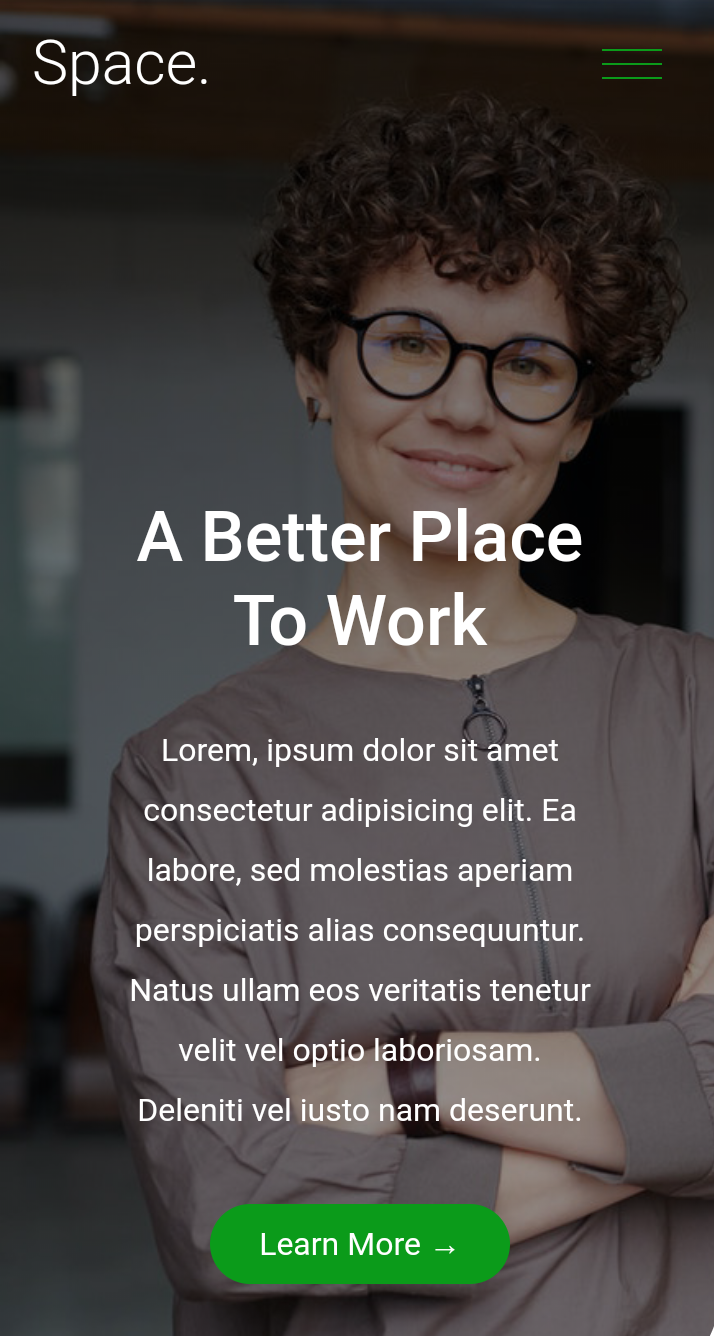 Space.
A Better Place
To Work
Lorem, ipsum dolor sit amet
consectetur adipisicing elit. Ea
labore, sed molestias aperiam
perspiciatis alias consequuntur.
Natus ullam eos veritatis tenetur
velit vel optio laboriosam.
Deleniti vel iusto nam deserunt.
Learn More →